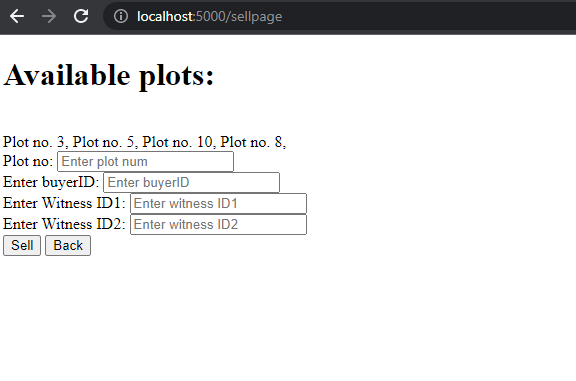 localhost:5000/sellpage
Available plots:
Plot no. 3, Plot no. 5, Plot no. 10, Plot no. 8,
Plot no: Enter plot num
Enter buyerID: Enter buyerID
Enter Witness ID1: Enter witness ID1
Enter Witness ID2: Enter witness ID2
Sell Back